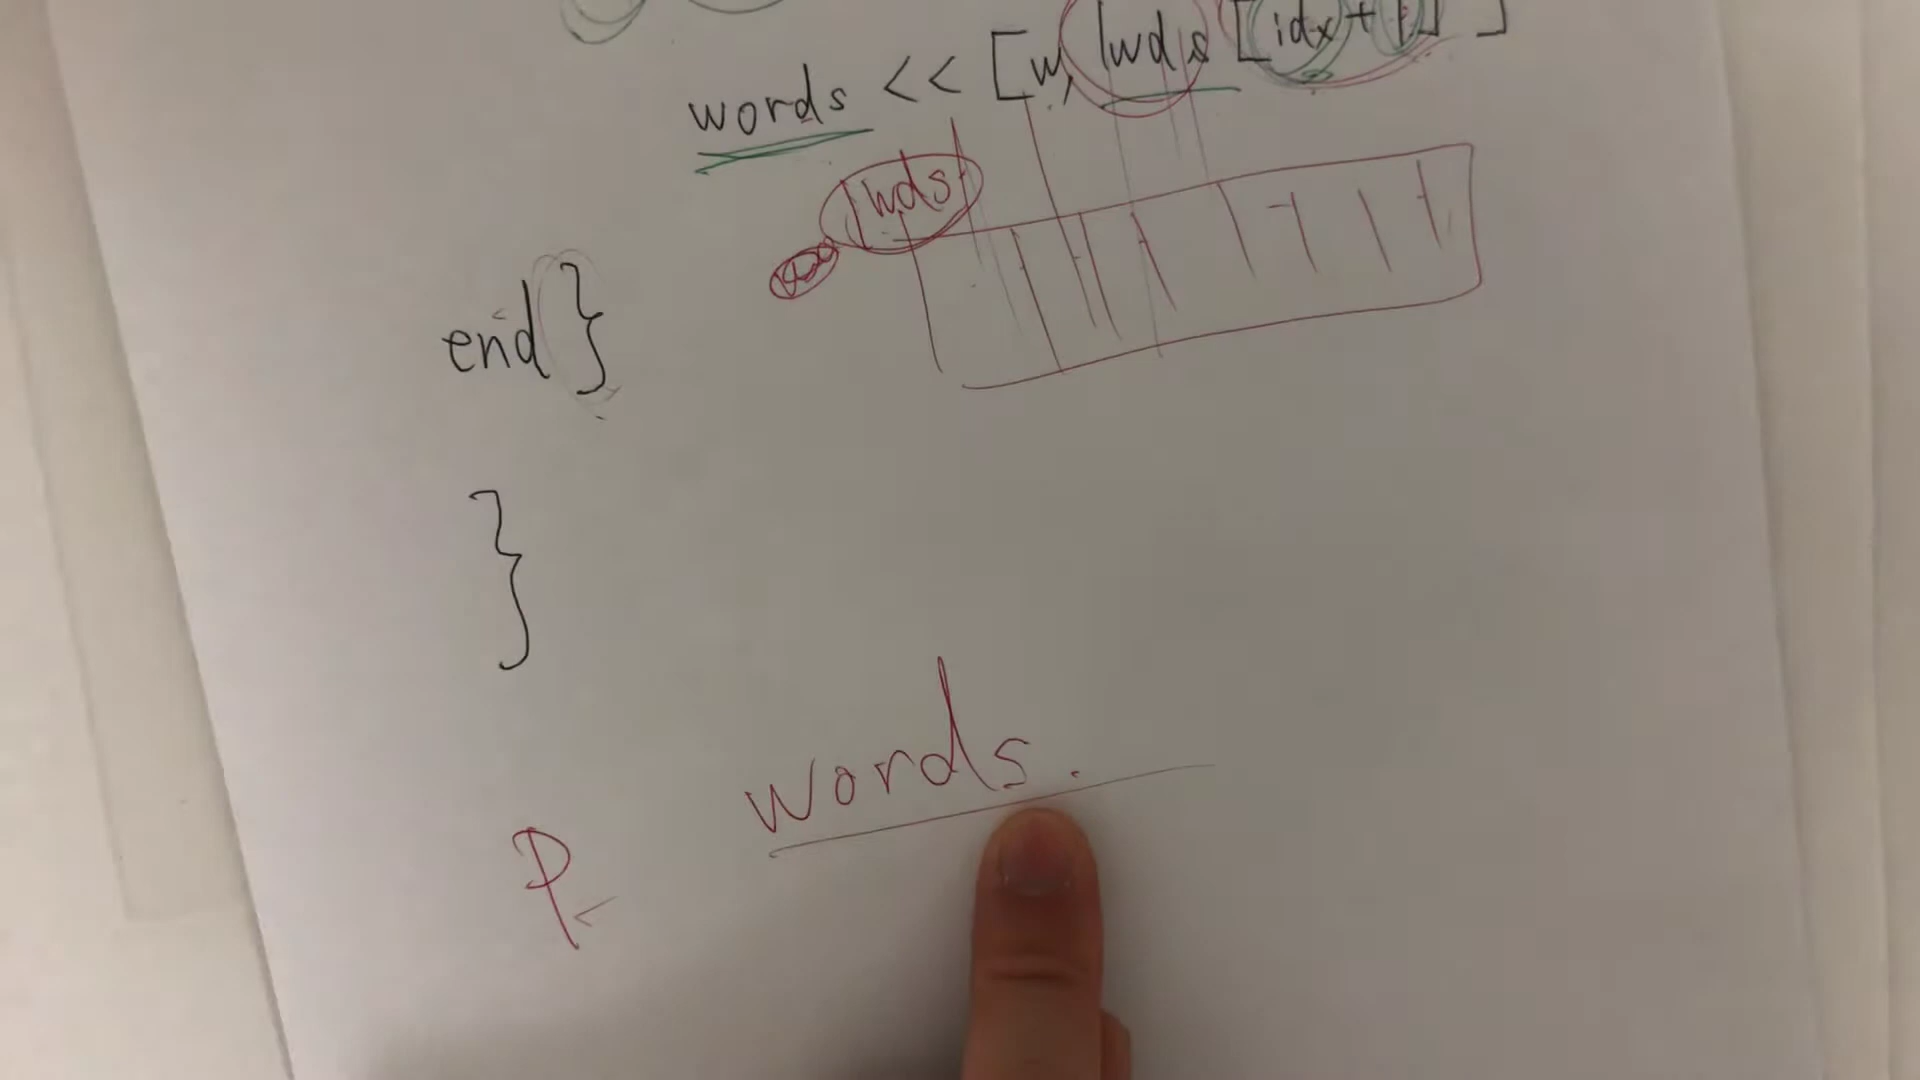 words << [w, lwds [idx+1] ]
lwds
end }
}
words.
P